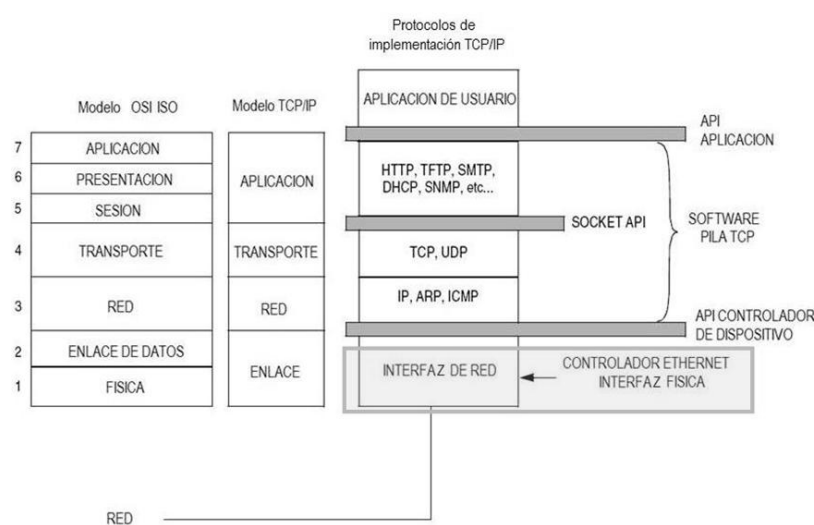 Protocolos de
implementación TCP/IP
Modelo OSI ISO
Modelo TCP/IP
APLICACION DE USUARIO
API
APLICACION
7
APLICACION
6
PRESENTACION
5
SESION
APLICACION
HTTP, TFTP, SMTP,
DHCP, SNMP, etc...
SOCKET API
SOFTWARE
PILA TCP
4
TRANSPORTE
TRANSPORTE
TCP, UDP
3
RED
RED
IP, ARP, ICMP
API CONTROLADOR
DE DISPOSITIVO
2
ENLACE DE DATOS
1
FISICA
ENLACE
INTERFAZ DE RED
CONTROLADOR ETHERNET
INTERFAZ FISICA
RED